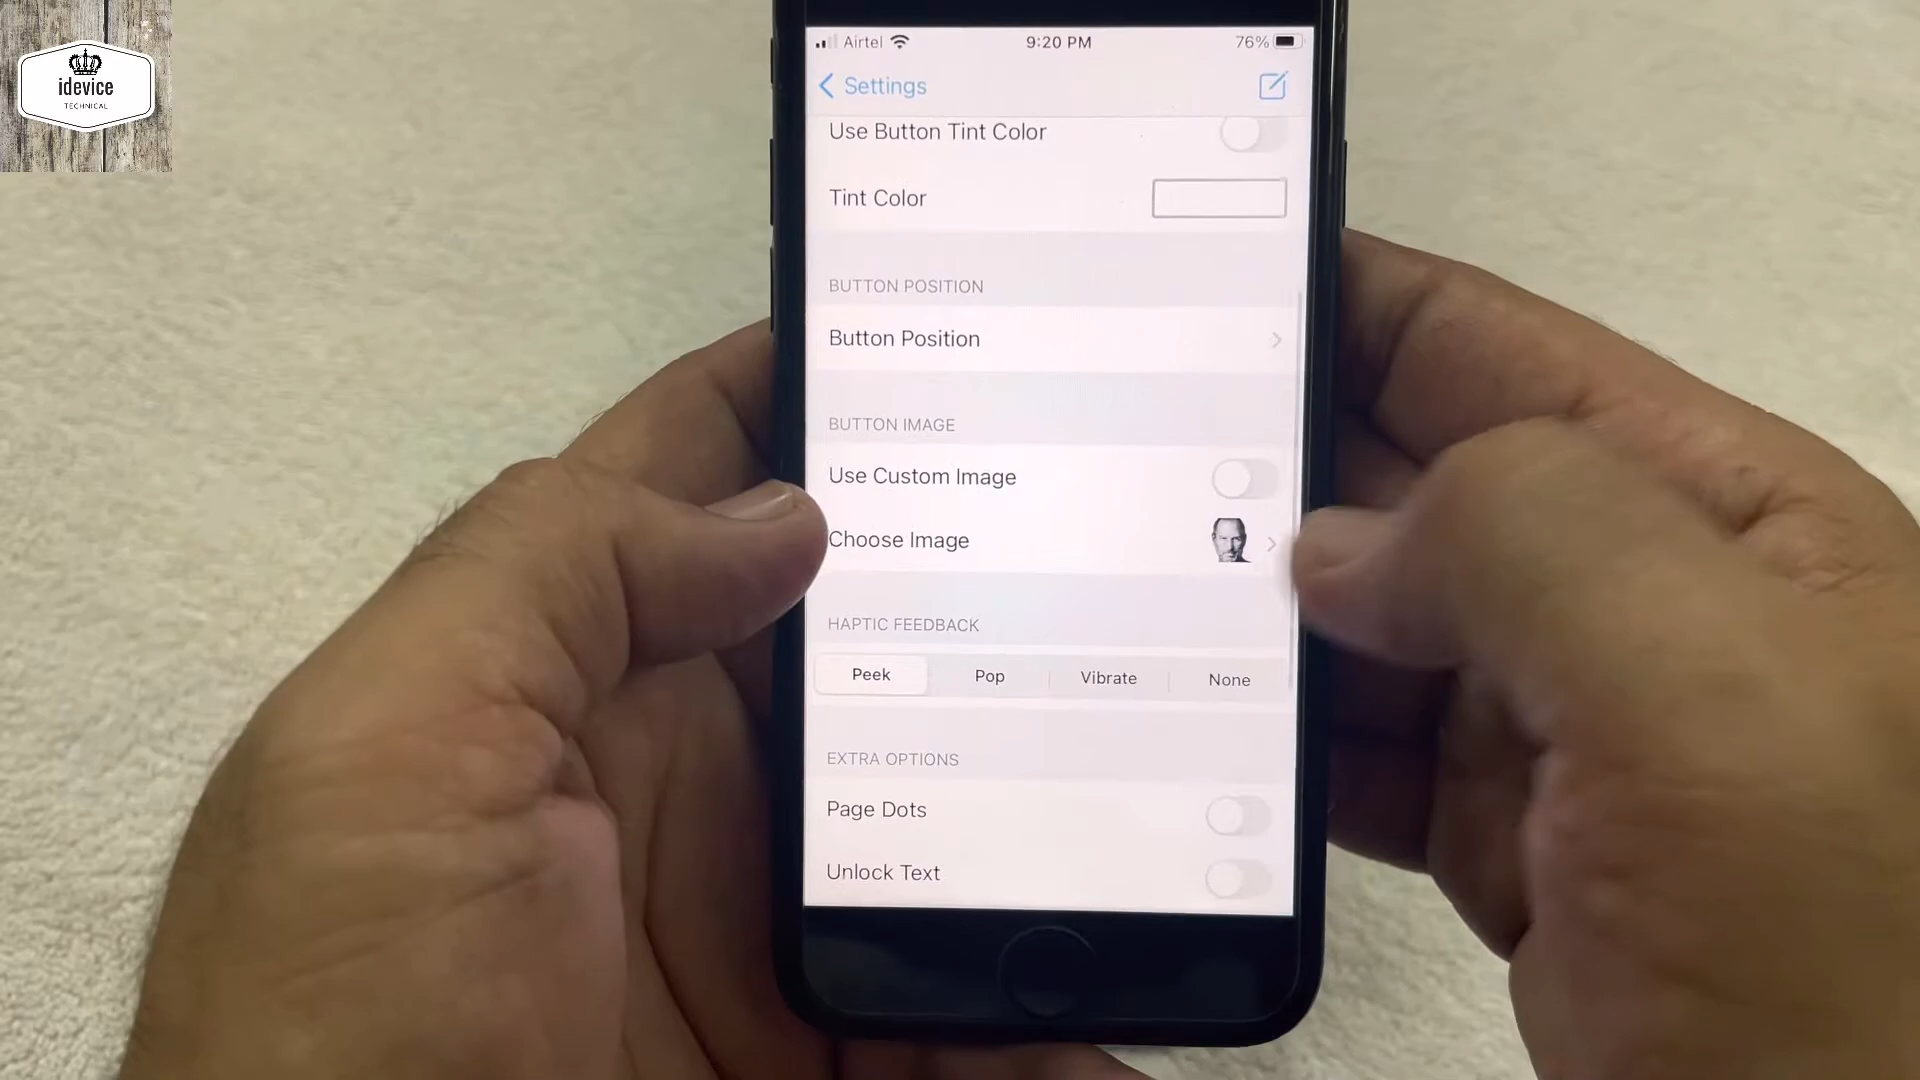 idevice
TECHNICAL
Airtel 9:20 PM 76%
Settings
Use Button Tint Color
Tint Color
BUTTON POSITION
Button Position
BUTTON IMAGE
Use Custom Image
Choose Image
HAPTIC FEEDBACK
Peek Pop Vibrate None
EXTRA OPTIONS
Page Dots
Unlock Text